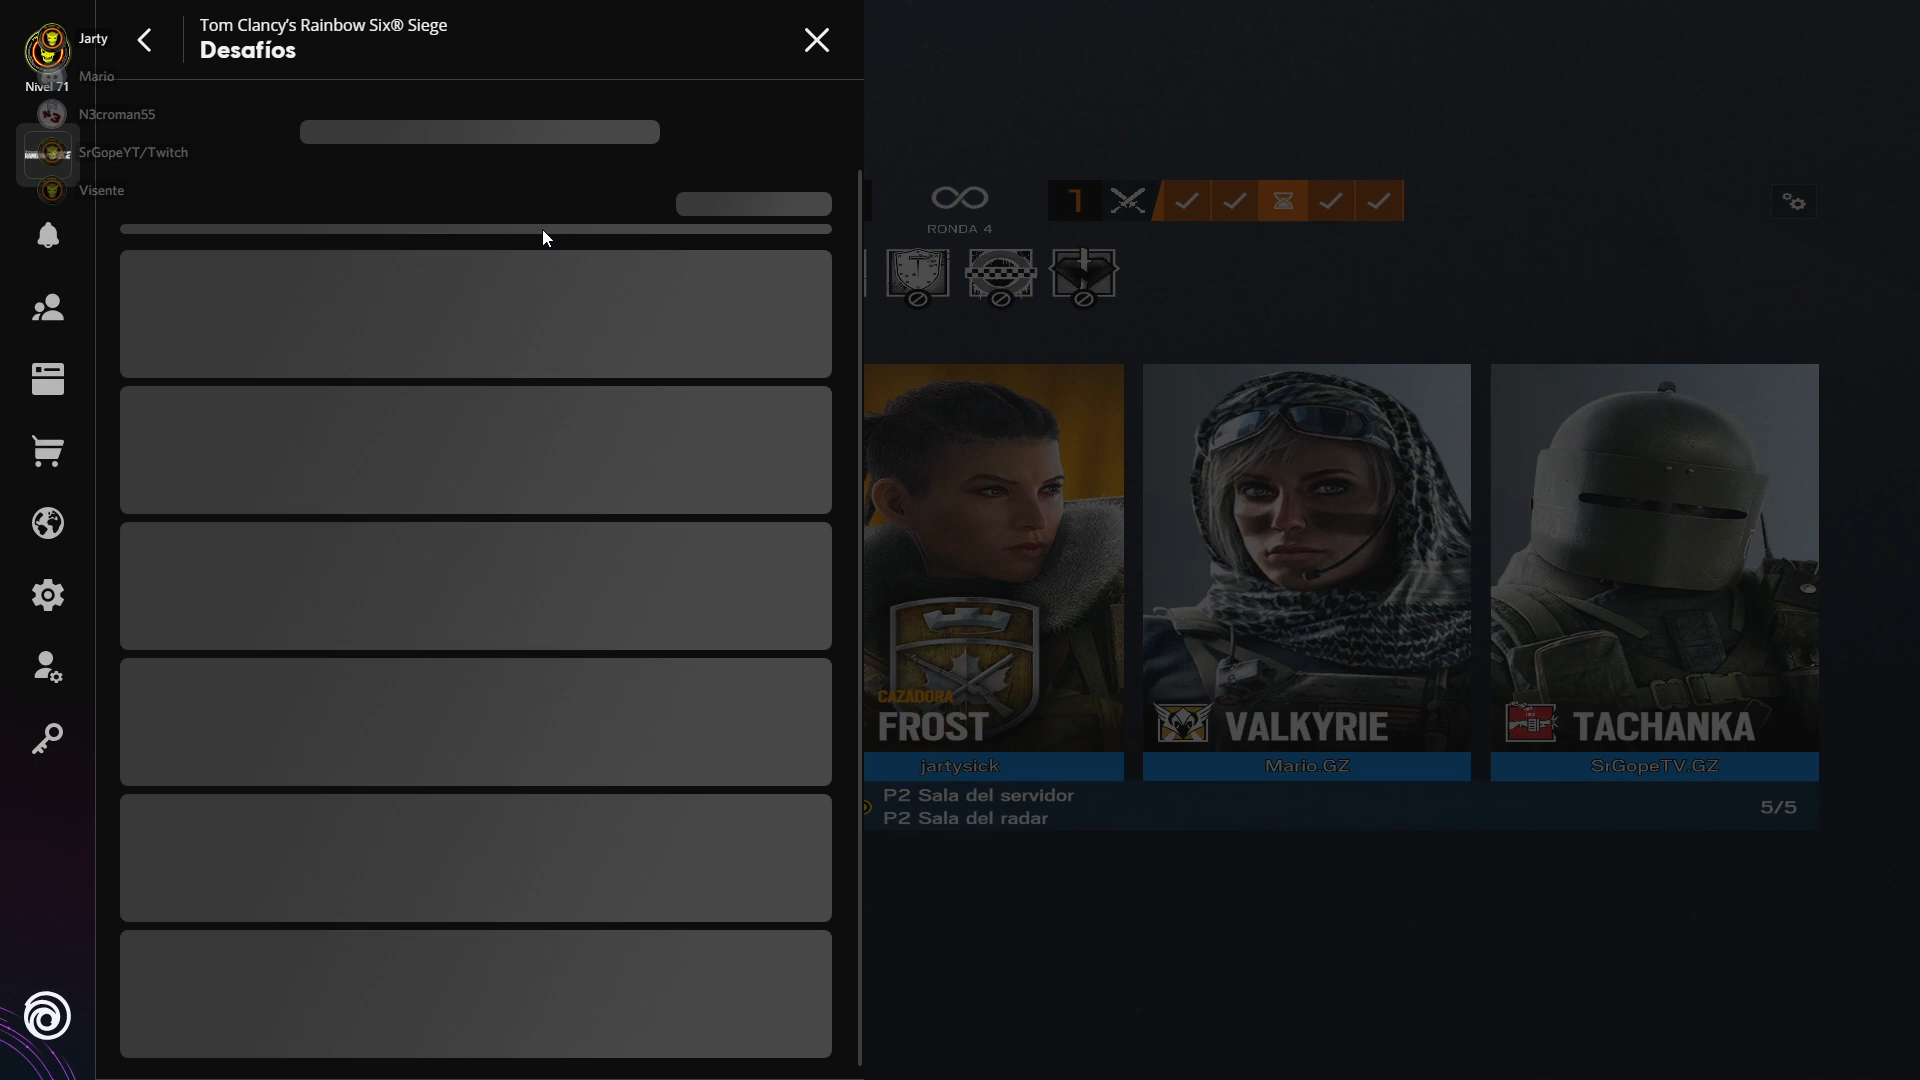 Tom Clancy's Rainbow Six® Siege
Desafíos
Jarty
Mario
Nivel 71
N3croman55
SrGopeYT/Twitch
Visente
RONDA 4
1
CAZADORA
FROST
VALKYRIE
TACHANKA
jartysick
Mario.GZ
SrGopeTV.GZ
P2 Sala del servidor
P2 Sala del radar
5/5